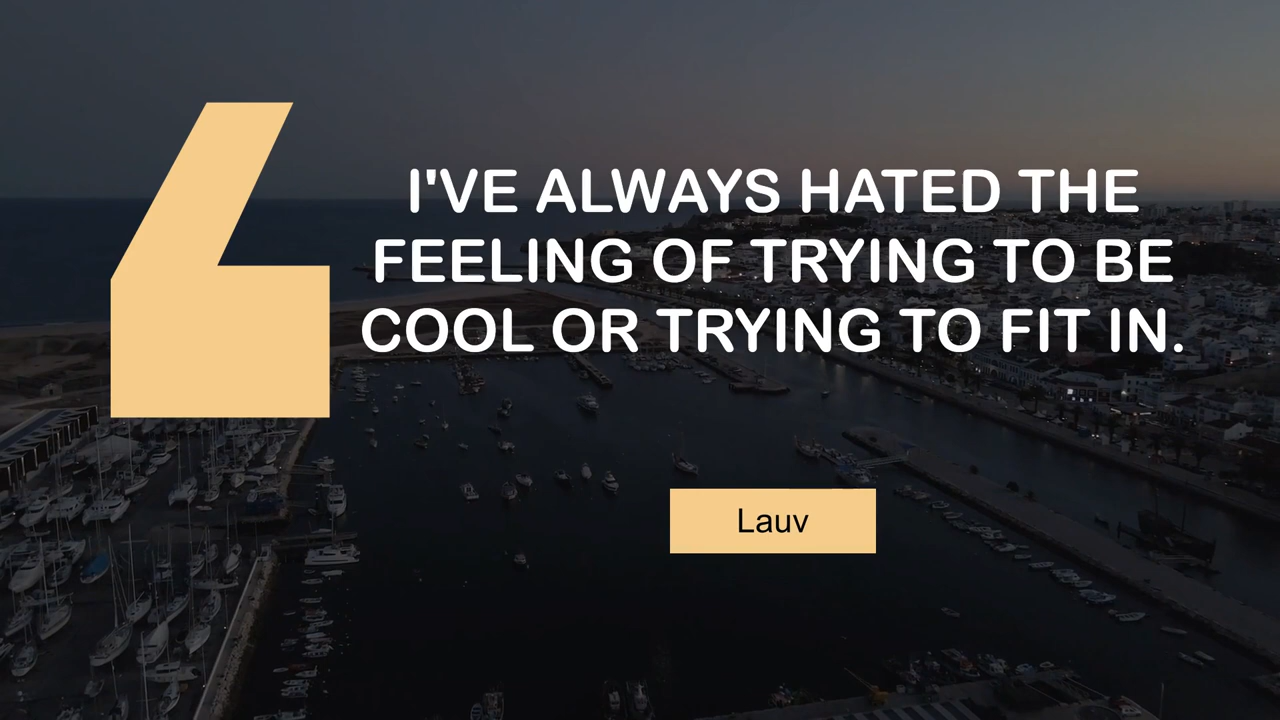 I'VE ALWAYS HATED THE
FEELING OF TRYING TO BE
COOL OR TRYING TO FIT IN.
Lauv